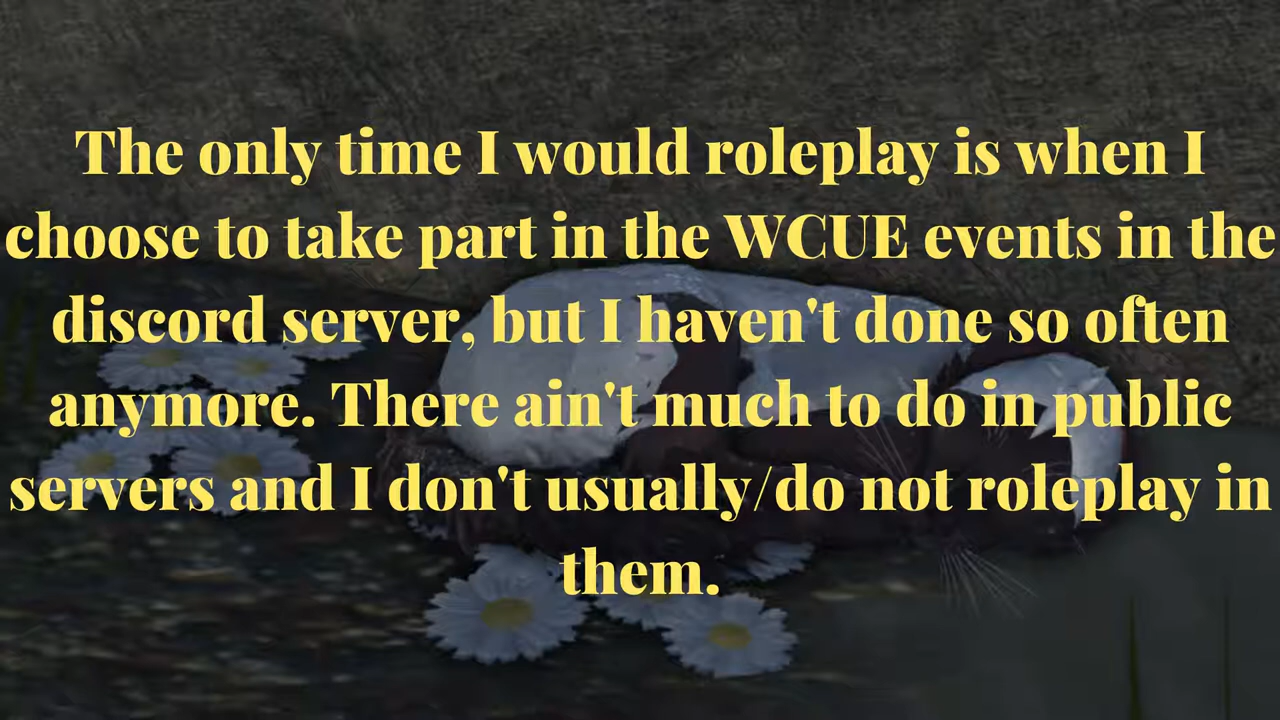 The only time I would roleplay is when I
choose to take part in the WCUE events in the
discord server, but I haven't done so often
anymore. There ain't much to do in public
servers and I don't usually/do not roleplay in
them.